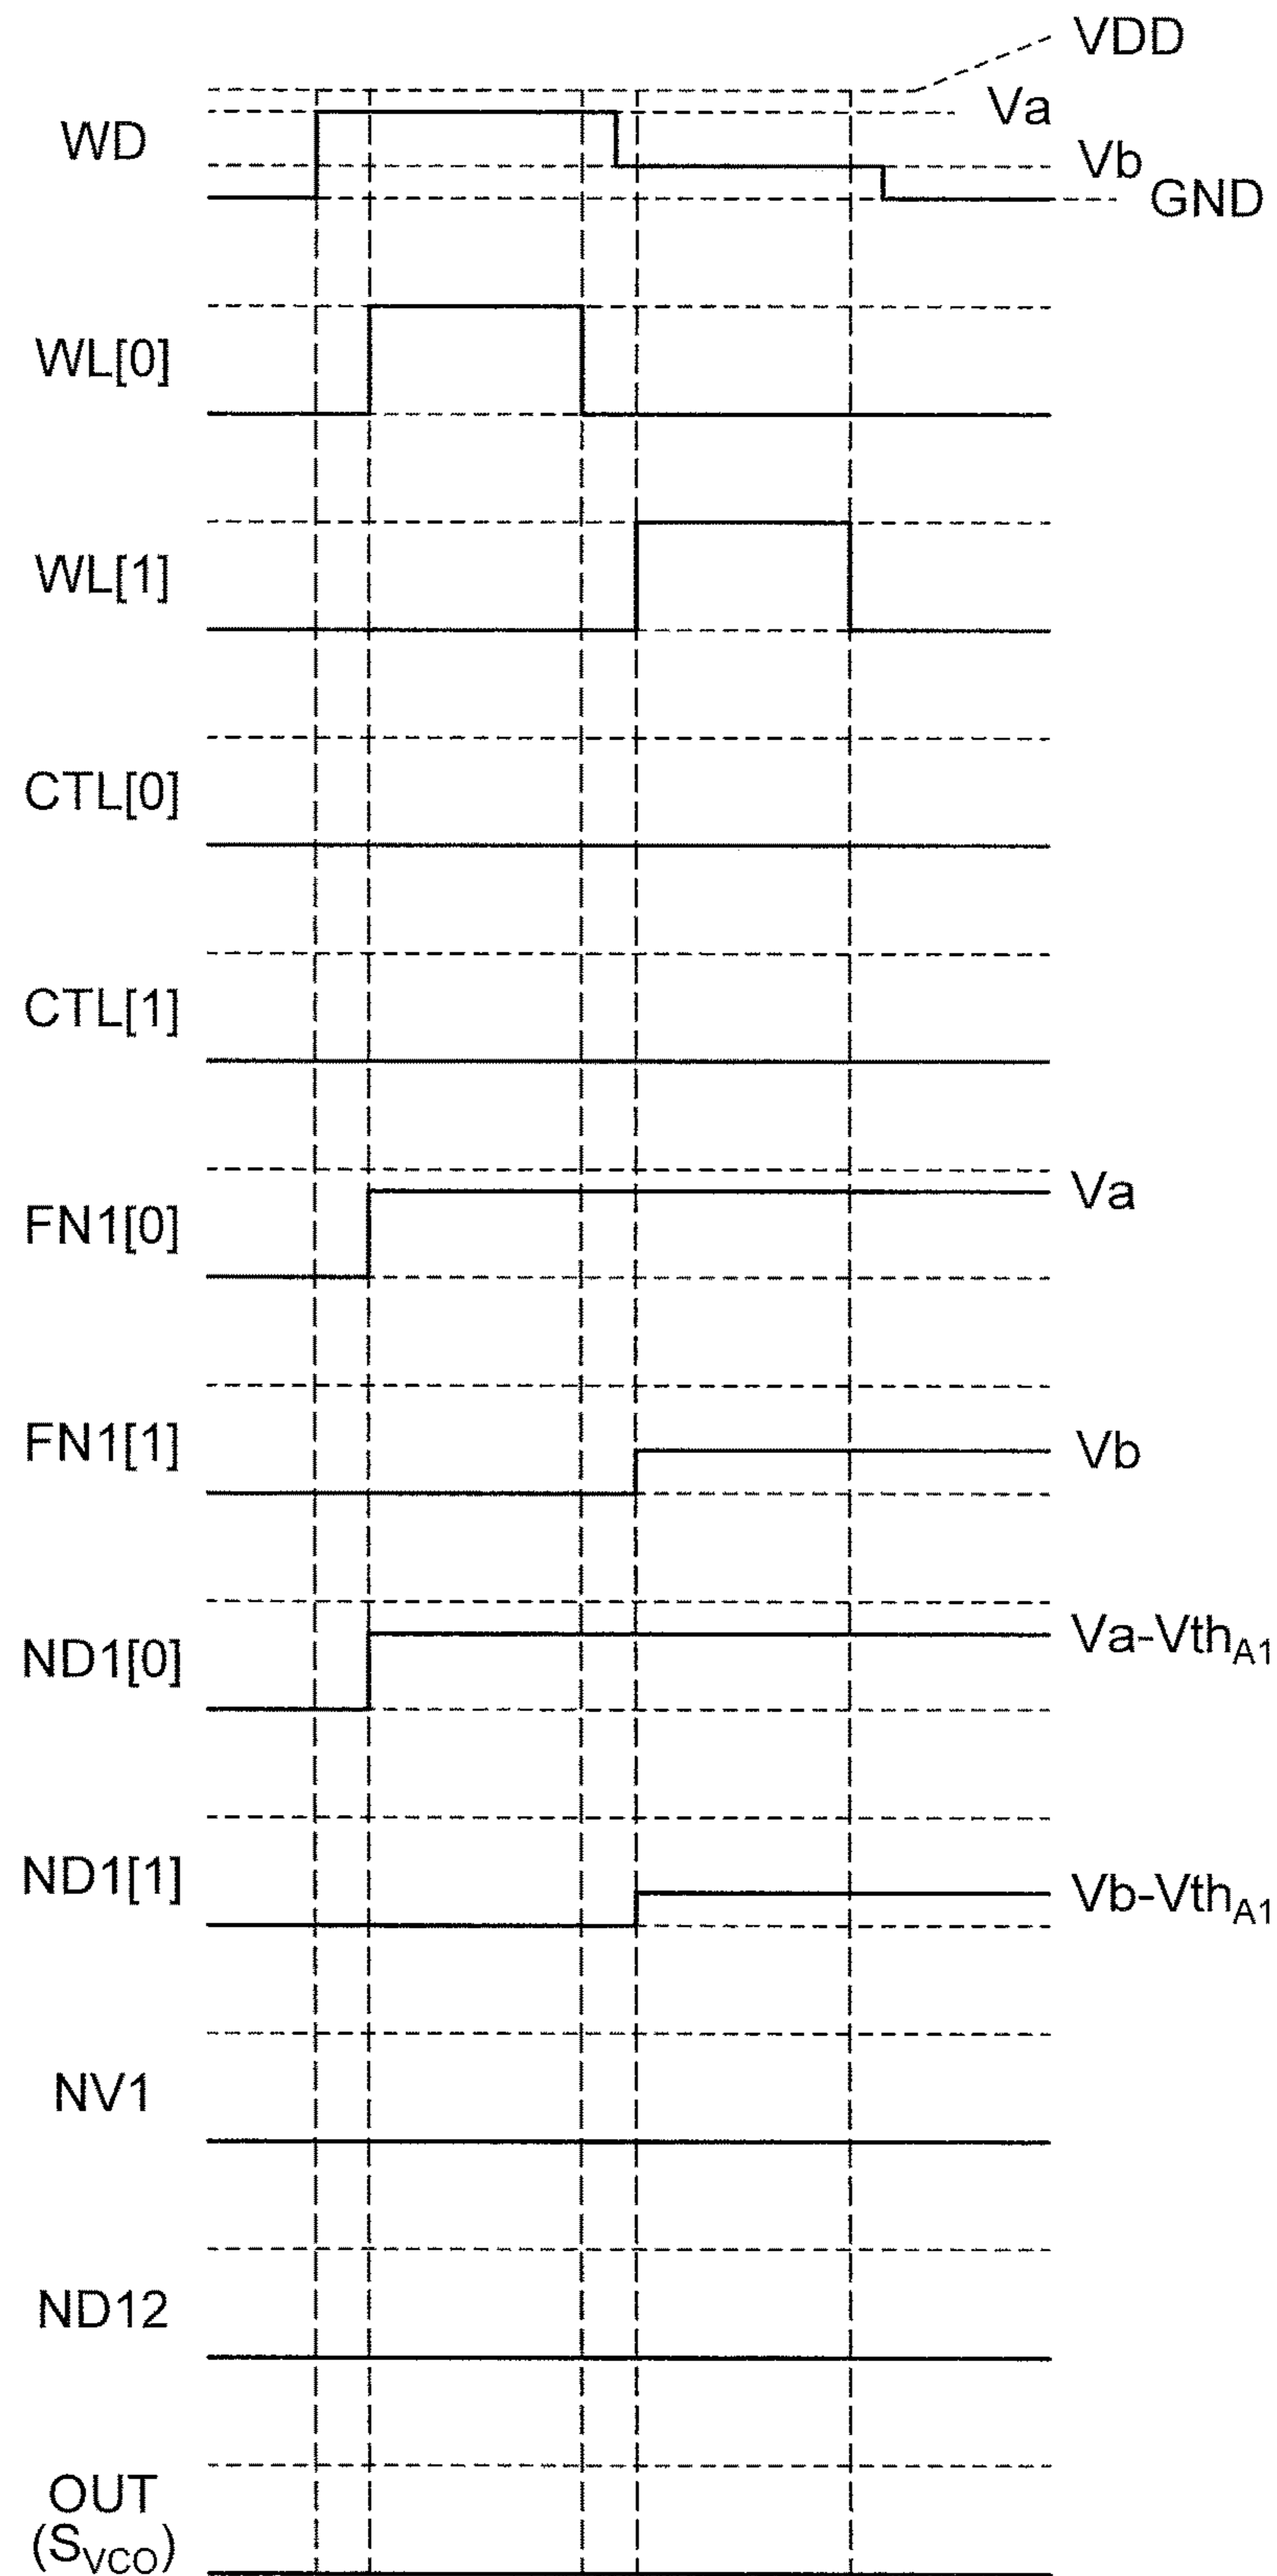 VDD
Va
WD
Vb
GND
WL[0]
WL[1]
CTL[0]
CTL[1]
FN1[0]
Va
FN1[1]
Vb
ND1[0]
Va-VthA1
ND1[1]
Vb-VthA1
NV1
ND12
OUT
(SVCO)